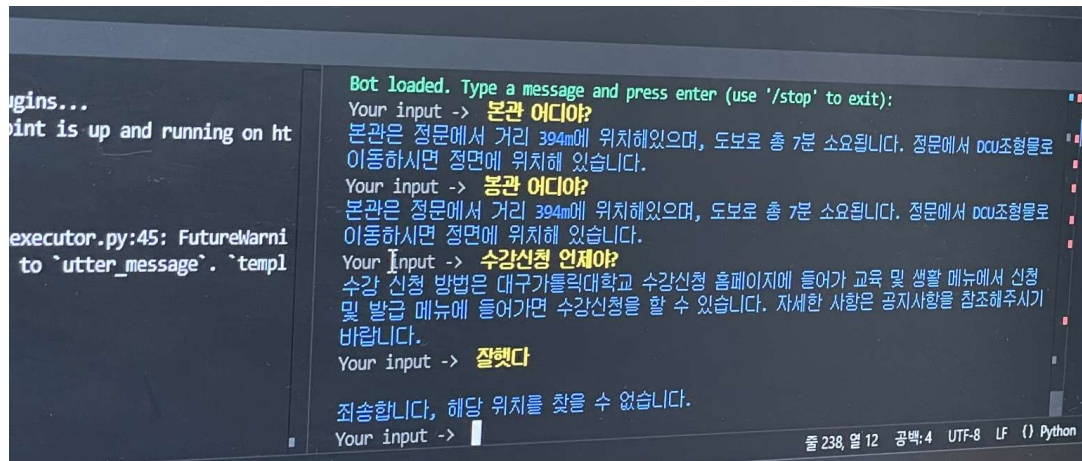 ugins...
oint is up and running on ht
executor.py:45: FutureWarni
to `utter_message`. `templ
Bot loaded. Type a message and press enter (use '/stop' to exit):
Your input -> 본관 어디야?
본관은 정문에서 거리 394m에 위치해있으며, 도보로 총 7분 소요됩니다. 정문에서 DCU조형물로
이동하시면 정면에 위치해 있습니다.
Your input -> 봉관 어디야?
본관은 정문에서 거리 394m에 위치해있으며, 도보로 총 7분 소요됩니다. 정문에서 DCU조형물로
이동하시면 정면에 위치해 있습니다.
Your input -> 수강신청 언제야?
수강 신청 방법은 대구가톨릭대학교 수강신청 홈페이지에 들어가 교육 및 생활 메뉴에서 신청
및 발급 메뉴에 들어가면 수강신청을 할 수 있습니다. 자세한 사항은 공지사항을 참조해주시기
바랍니다.
Your input -> 잘햇다
죄송합니다, 해당 위치를 찾을 수 없습니다.
Your input ->
줄 238, 열 12 공백: 4 UTF-8 LF {} Python